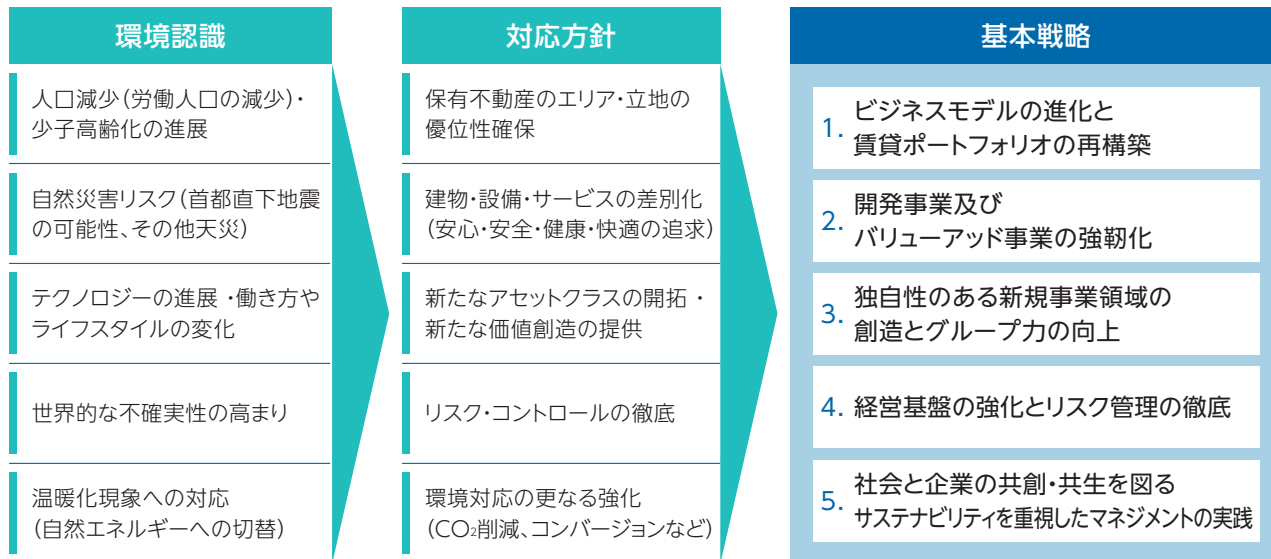 環境認識
人口減少(労働人口の減少)・
少子高齢化の進展
自然災害リスク(首都直下地震
の可能性、その他天災)
テクノロジーの進展・働き方や
ライフスタイルの変化
世界的な不確実性の高まり
温暖化現象への対応
(自然エネルギーへの切替)
対応方針
保有不動産のエリア・立地の
優位性確保
建物・設備・サービスの差別化
(安心・安全・健康・快適の追求)
新たなアセットクラスの開拓・
新たな価値創造の提供
リスク・コントロールの徹底
環境対応の更なる強化
(CO₂削減、コンバージョンなど)
基本戦略
1. ビジネスモデルの進化と
賃貸ポートフォリオの再構築
2. 開発事業及び
バリューアッド事業の強靭化
3. 独自性のある新規事業領域の
創造とグループ力の向上
4. 経営基盤の強化とリスク管理の徹底
5. 社会と企業の共創・共生を図る
サステナビリティを重視したマネジメントの実践